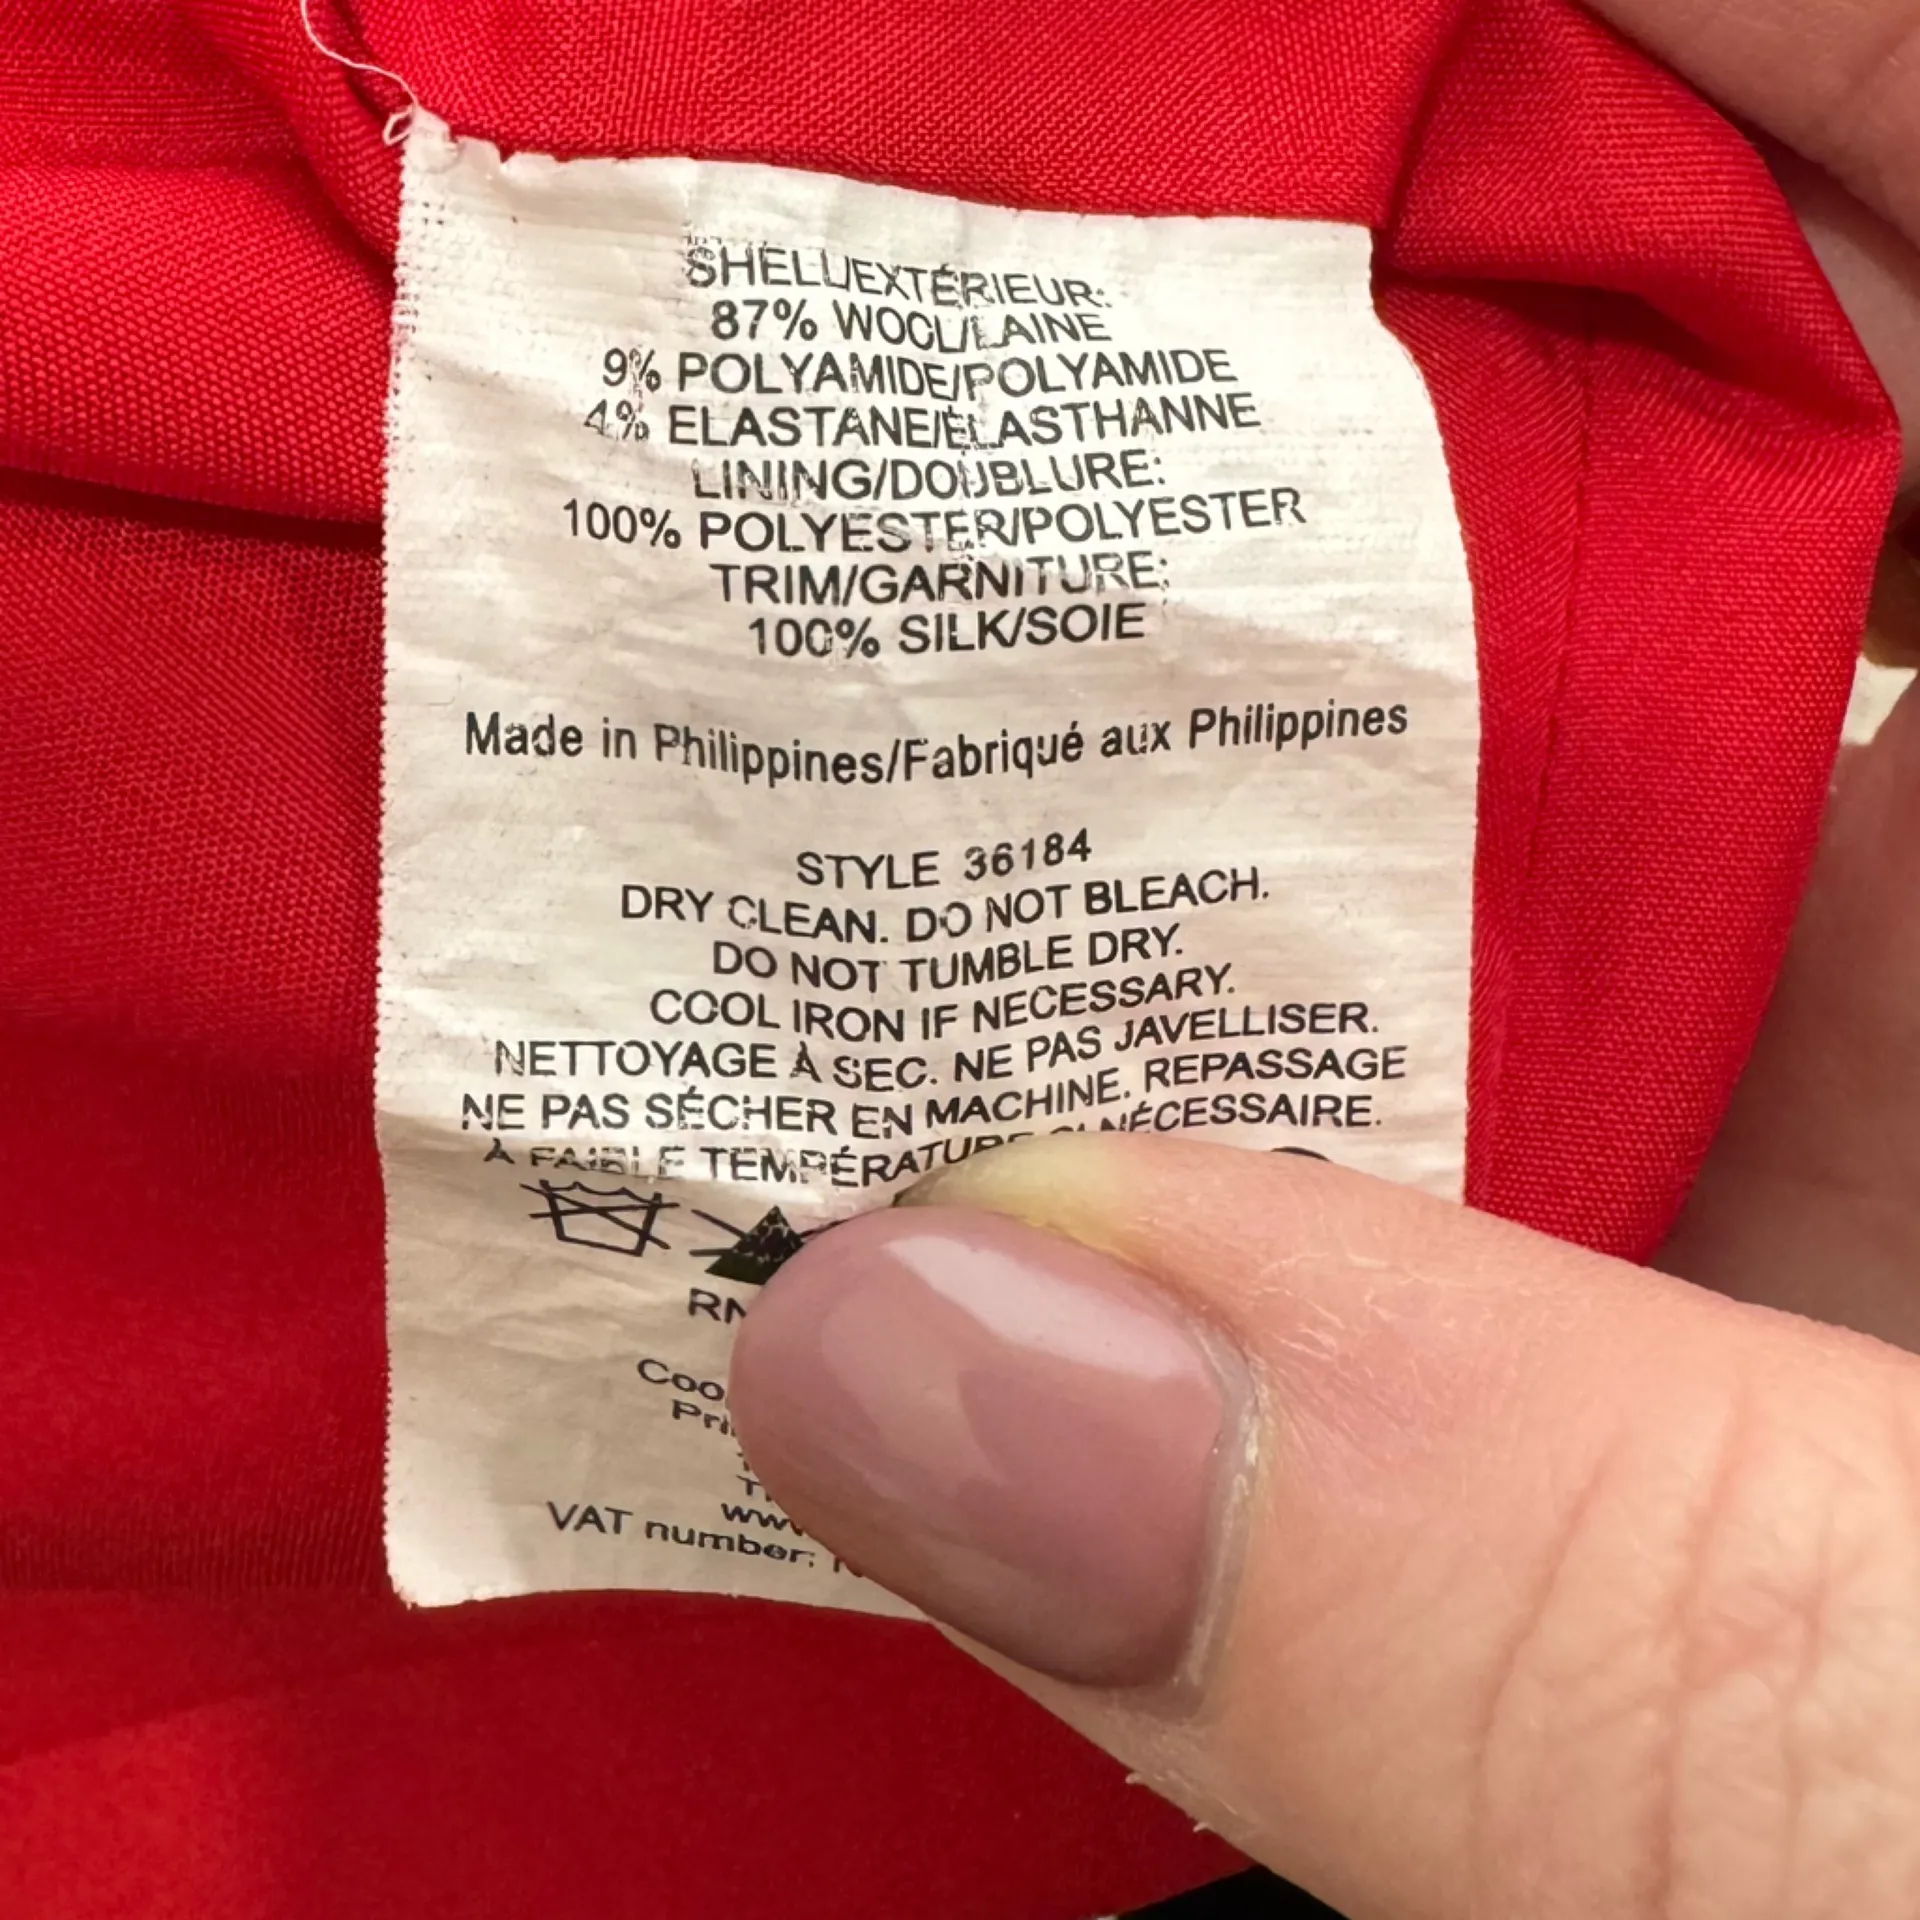 SHELL/EXTÉRIEUR:
87% WOOL/LAINE
9% POLYAMIDE/POLYAMIDE
4% ELASTANE/ÉLASTHANNE
LINING/DOUBLURE:
100% POLYESTER/POLYESTER
TRIM/GARNITURE:
100% SILK/SOIE
Made in Philippines/Fabriqué aux Philippines
STYLE 36184
DRY CLEAN. DO NOT BLEACH.
DO NOT TUMBLE DRY.
COOL IRON IF NECESSARY.
NETTOYAGE À SEC. NE PAS JAVELLISER.
NE PAS SÉCHER EN MACHINE. REPASSAGE
À FAIBLE TEMPÉRATURE SI NÉCESSAIRE.
VAT number: